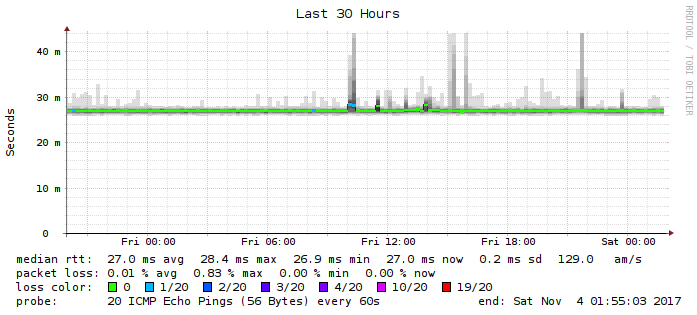 Last 30 Hours
RRDTOOL / TOBI OETIKER
Seconds
40 m
30 m
20 m
10 m
0
Fri 00:00 Fri 06:00 Fri 12:00 Fri 18:00 Sat 00:00
median rtt: 27.0 ms avg 28.4 ms max 26.9 ms min 27.0 ms now 0.2 ms sd 129.0 am/s
packet loss: 0.01 % avg 0.83 % max 0.00 % min 0.00 % now
loss color: 0 1/20 2/20 3/20 4/20 10/20 19/20
probe: 20 ICMP Echo Pings (56 Bytes) every 60s end: Sat Nov 4 01:55:03 2017